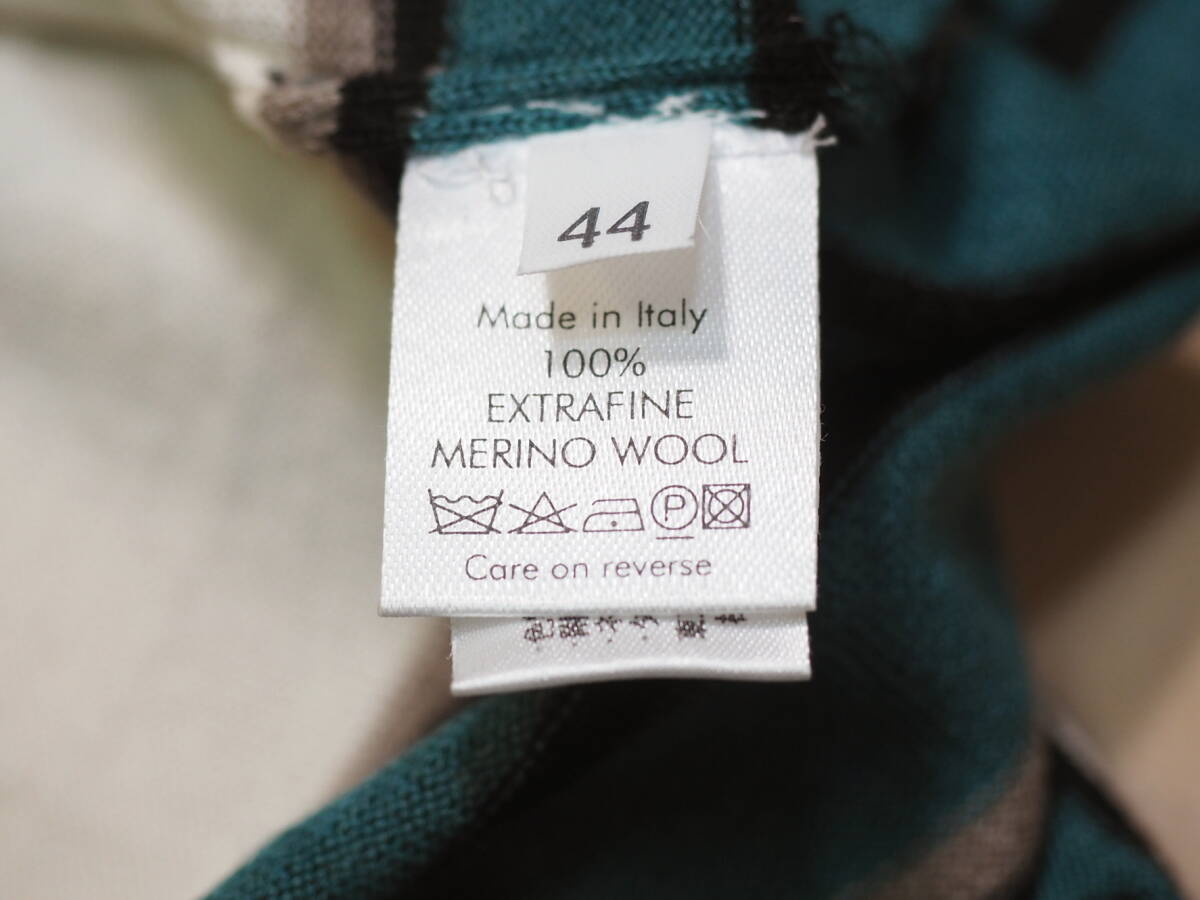 44
Made in Italy
100%
EXTRAFINE
MERINO WOOL
P
Care on reverse